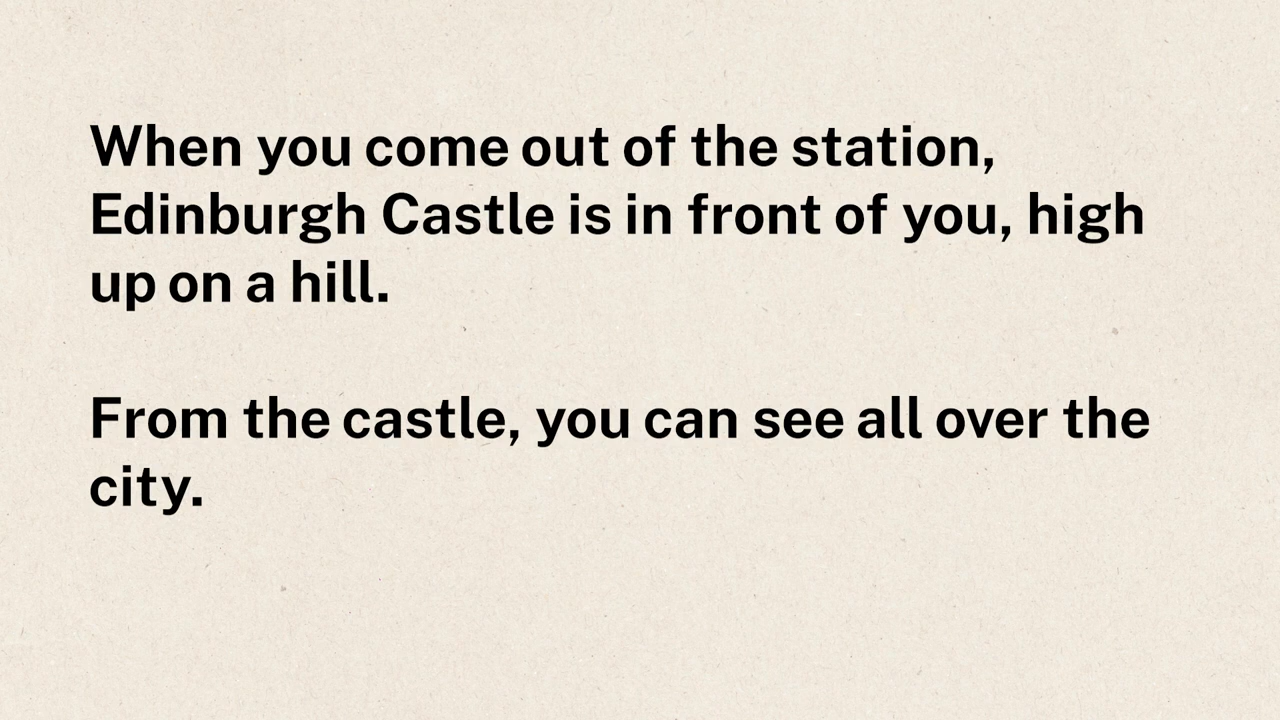 When you come out of the station,
Edinburgh Castle is in front of you, high
up on a hill.
From the castle, you can see all over the
city.